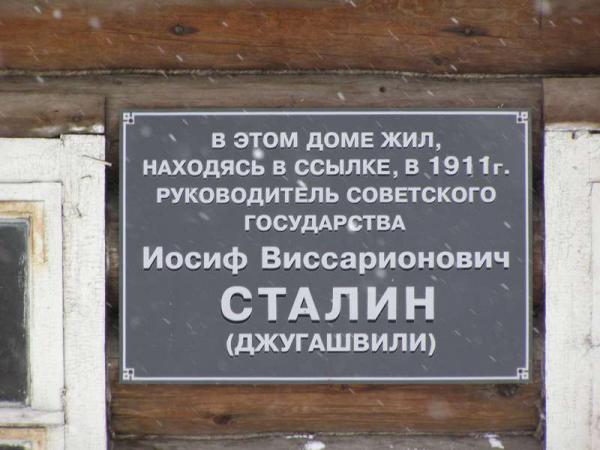 В ЭТОМ ДОМЕ ЖИЛ,
НАХОДЯСЬ В ССЫЛКЕ, В 1911г.
РУКОВОДИТЕЛЬ СОВЕТСКОГО
ГОСУДАРСТВА
Иосиф Виссарионович
СТАЛИН
(ДЖУГАШВИЛИ)